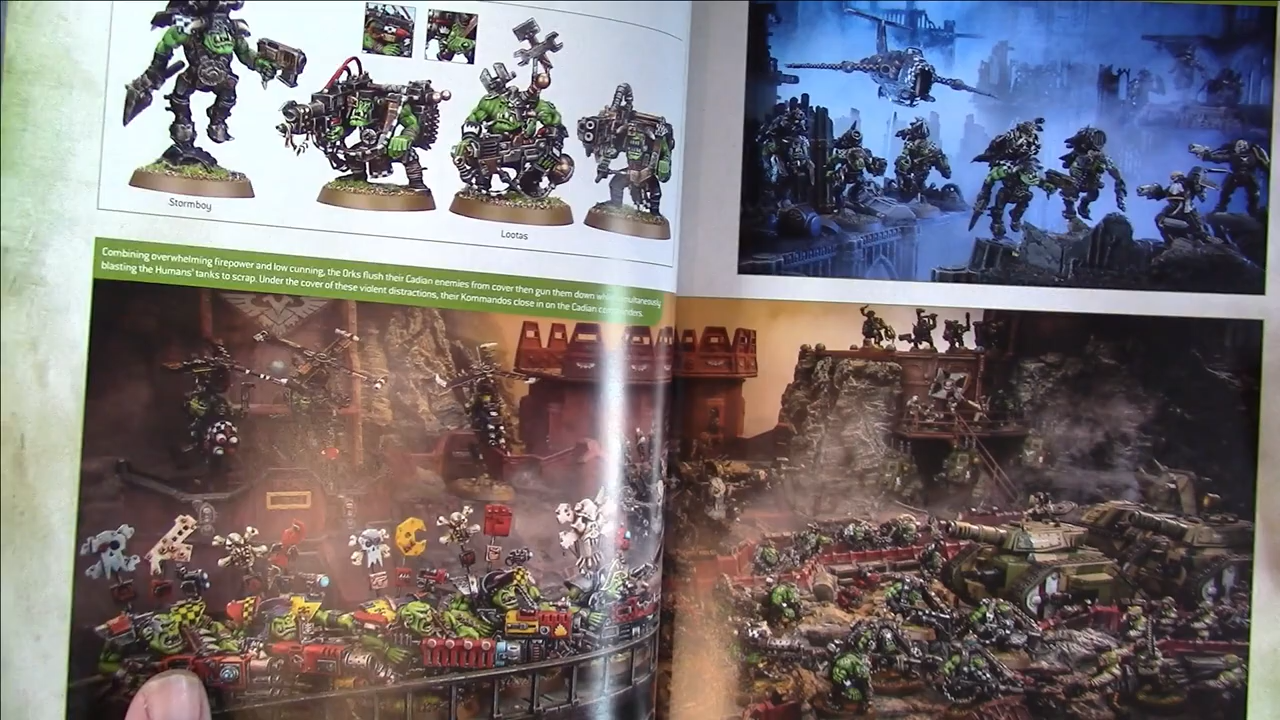 Stormboy
Lootas
Combining overwhelming firepower and low cunning, the Orks flush their Cadian enemies from cover then gun them down while simultaneously
blasting the Humans' tanks to scrap. Under the cover of these violent distractions, their Kommandos close in on the Cadian commanders.